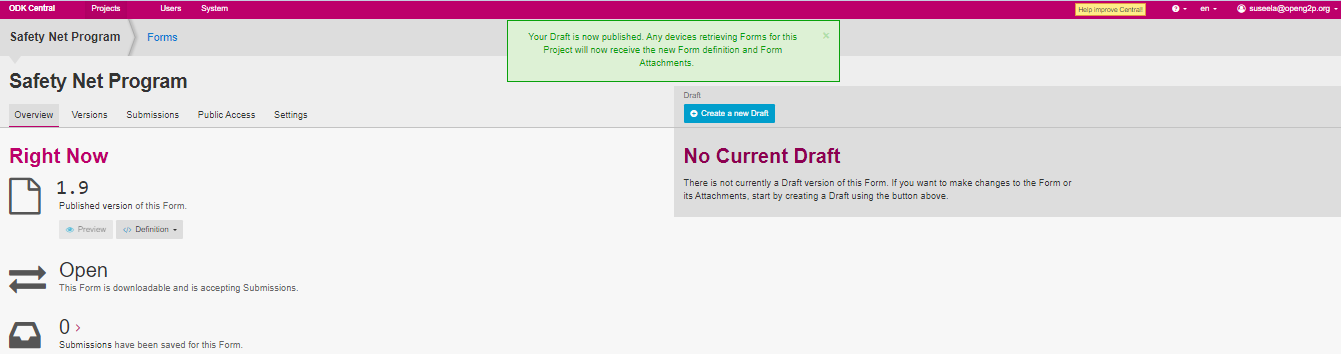 ODK Central Projects Users System Help improve Central! en suseela@openg2p.org
Safety Net Program Forms
Your Draft is now published. Any devices retrieving Forms for this
Project will now receive the new Form definition and Form
Attachments.
×
Safety Net Program
Overview Versions Submissions Public Access Settings
Draft
Create a new Draft
Right Now
1.9
Published version of this Form.
Preview </> Definition
Open
This Form is downloadable and is accepting Submissions.
0 >
Submissions have been saved for this Form.
No Current Draft
There is not currently a Draft version of this Form. If you want to make changes to the Form or
its Attachments, start by creating a Draft using the button above.